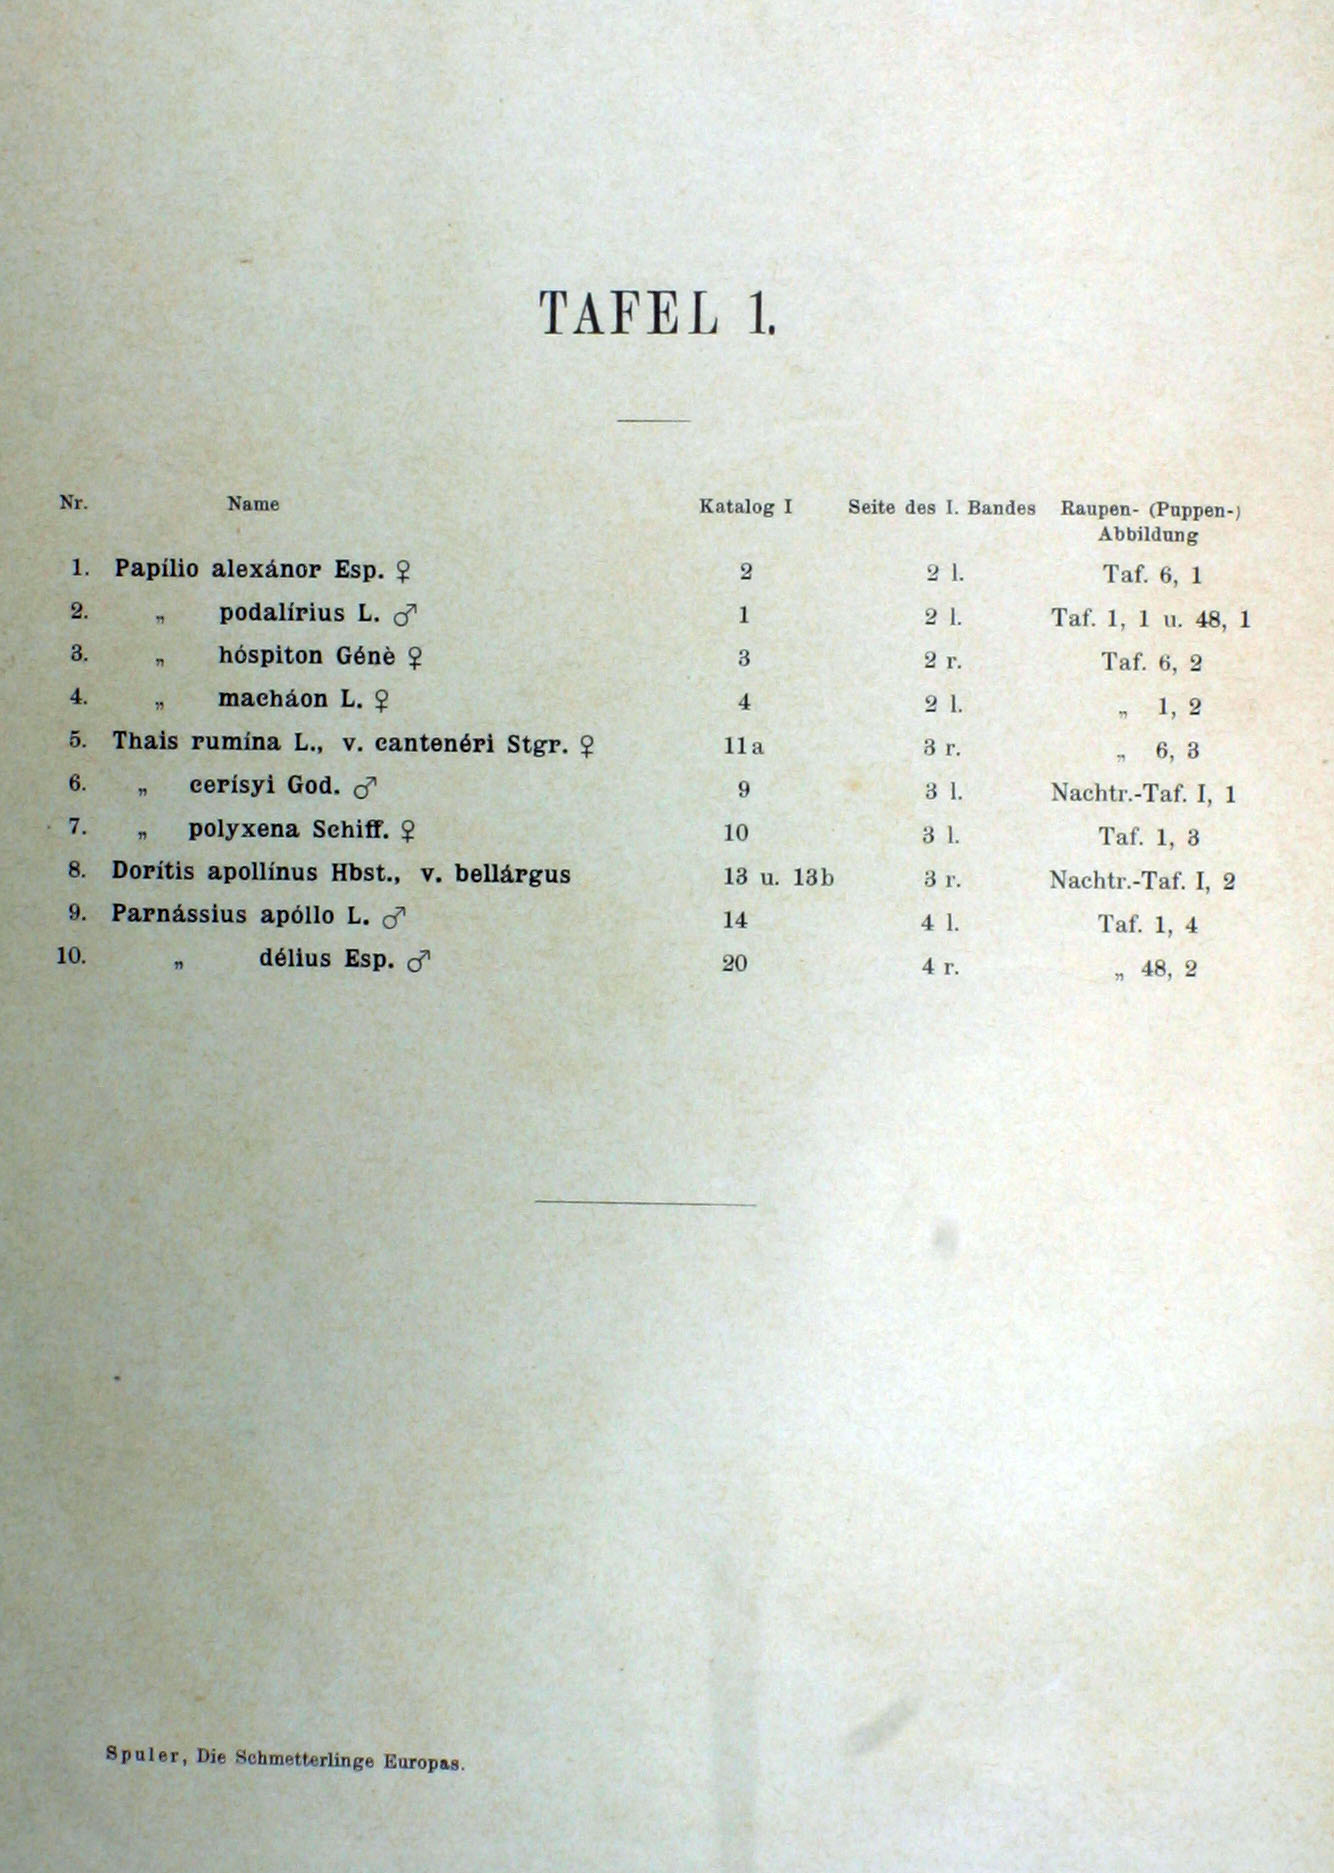 TAFEL 1.
Nr. Name Katalog I Seite des I. Bandes Raupen- (Puppen-)
Abbildung
1. Papílio alexánor Esp. ♀ 2 2 l. Taf. 6, 1
2. „ podalírius L. ♂ 1 2 l. Taf. 1, 1 u. 48, 1
3. „ hóspiton Génè ♀ 3 2 r. Taf. 6, 2
4. „ macháon L. ♀ 4 2 l. „ 1, 2
5. Thais rumína L., v. cantenéri Stgr. ♀ 11a 3 r. „ 6, 3
6. „ cerísyi God. ♂ 9 3 l. Nachtr.-Taf. I, 1
7. „ polyxena Schiff. ♀ 10 3 l. Taf. 1, 3
8. Dorítis apollínus Hbst., v. bellárgus 13 u. 13b 3 r. Nachtr.-Taf. I, 2
9. Parnássius apóllo L. ♂ 14 4 l. Taf. 1, 4
10. „ délius Esp. ♂ 20 4 r. „ 48, 2
Spuler, Die Schmetterlinge Europas.